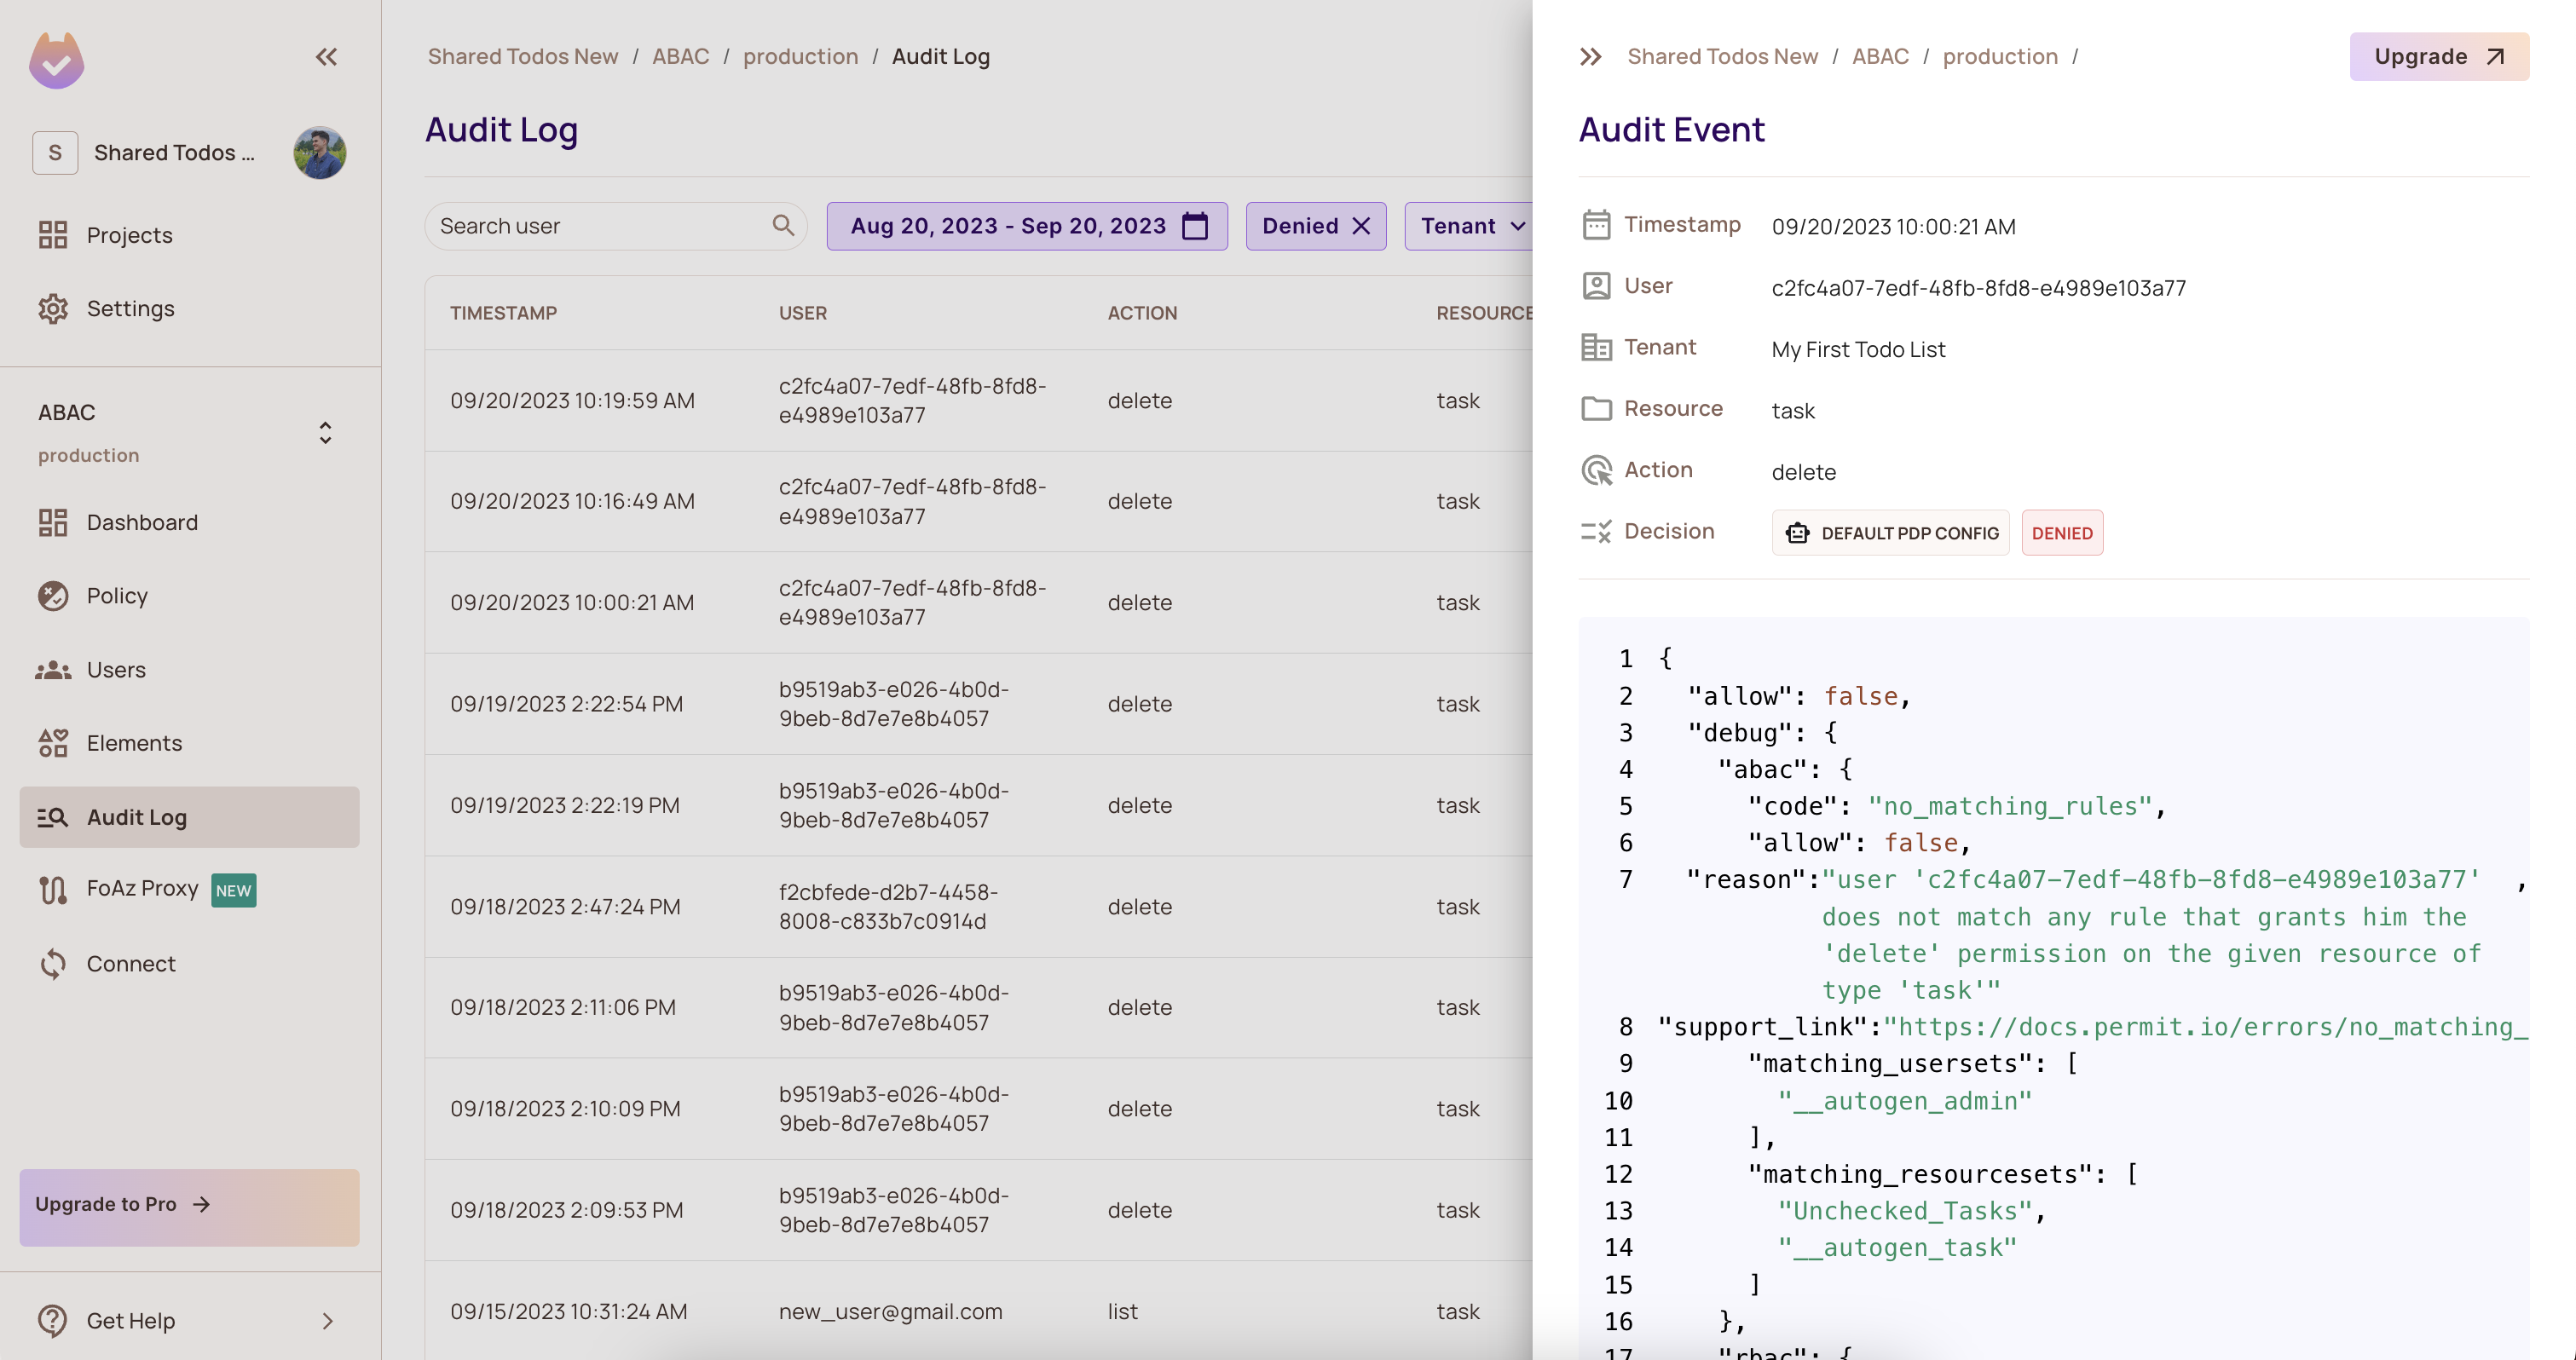 S
Shared Todos ...
Projects
Settings
ABAC
production
Dashboard
Policy
Users
Elements
Audit Log
FoAz Proxy NEW
Connect
Upgrade to Pro →
Get Help
Shared Todos New / ABAC / production / Audit Log
Audit Log
Search user
Aug 20, 2023 - Sep 20, 2023
Denied
Tenant
TIMESTAMP USER ACTION RESOURCE
09/20/2023 10:19:59 AM c2fc4a07-7edf-48fb-8fd8-
e4989e103a77 delete task
09/20/2023 10:16:49 AM c2fc4a07-7edf-48fb-8fd8-
e4989e103a77 delete task
09/20/2023 10:00:21 AM c2fc4a07-7edf-48fb-8fd8-
e4989e103a77 delete task
09/19/2023 2:22:54 PM b9519ab3-e026-4b0d-
9beb-8d7e7e8b4057 delete task
09/19/2023 2:22:19 PM b9519ab3-e026-4b0d-
9beb-8d7e7e8b4057 delete task
09/18/2023 2:47:24 PM f2cbfede-d2b7-4458-
8008-c833b7c0914d delete task
09/18/2023 2:11:06 PM b9519ab3-e026-4b0d-
9beb-8d7e7e8b4057 delete task
09/18/2023 2:10:09 PM b9519ab3-e026-4b0d-
9beb-8d7e7e8b4057 delete task
09/18/2023 2:09:53 PM b9519ab3-e026-4b0d-
9beb-8d7e7e8b4057 delete task
09/15/2023 10:31:24 AM new_user@gmail.com list task
Shared Todos New / ABAC / production /
Upgrade
Audit Event
Timestamp 09/20/2023 10:00:21 AM
User c2fc4a07-7edf-48fb-8fd8-e4989e103a77
Tenant My First Todo List
Resource task
Action delete
Decision DEFAULT PDP CONFIG DENIED
1 {
2 "allow": false,
3 "debug": {
4 "abac": {
5 "code": "no_matching_rules",
6 "allow": false,
7 "reason":"user 'c2fc4a07-7edf-48fb-8fd8-e4989e103a77' ,
does not match any rule that grants him the
'delete' permission on the given resource of
type 'task'"
8 "support_link":"https://docs.permit.io/errors/no_matching_
9 "matching_usersets": [
10 "__autogen_admin"
11 ],
12 "matching_resourcesets": [
13 "Unchecked_Tasks",
14 "__autogen_task"
15 ]
16 },
17 "rbac": {